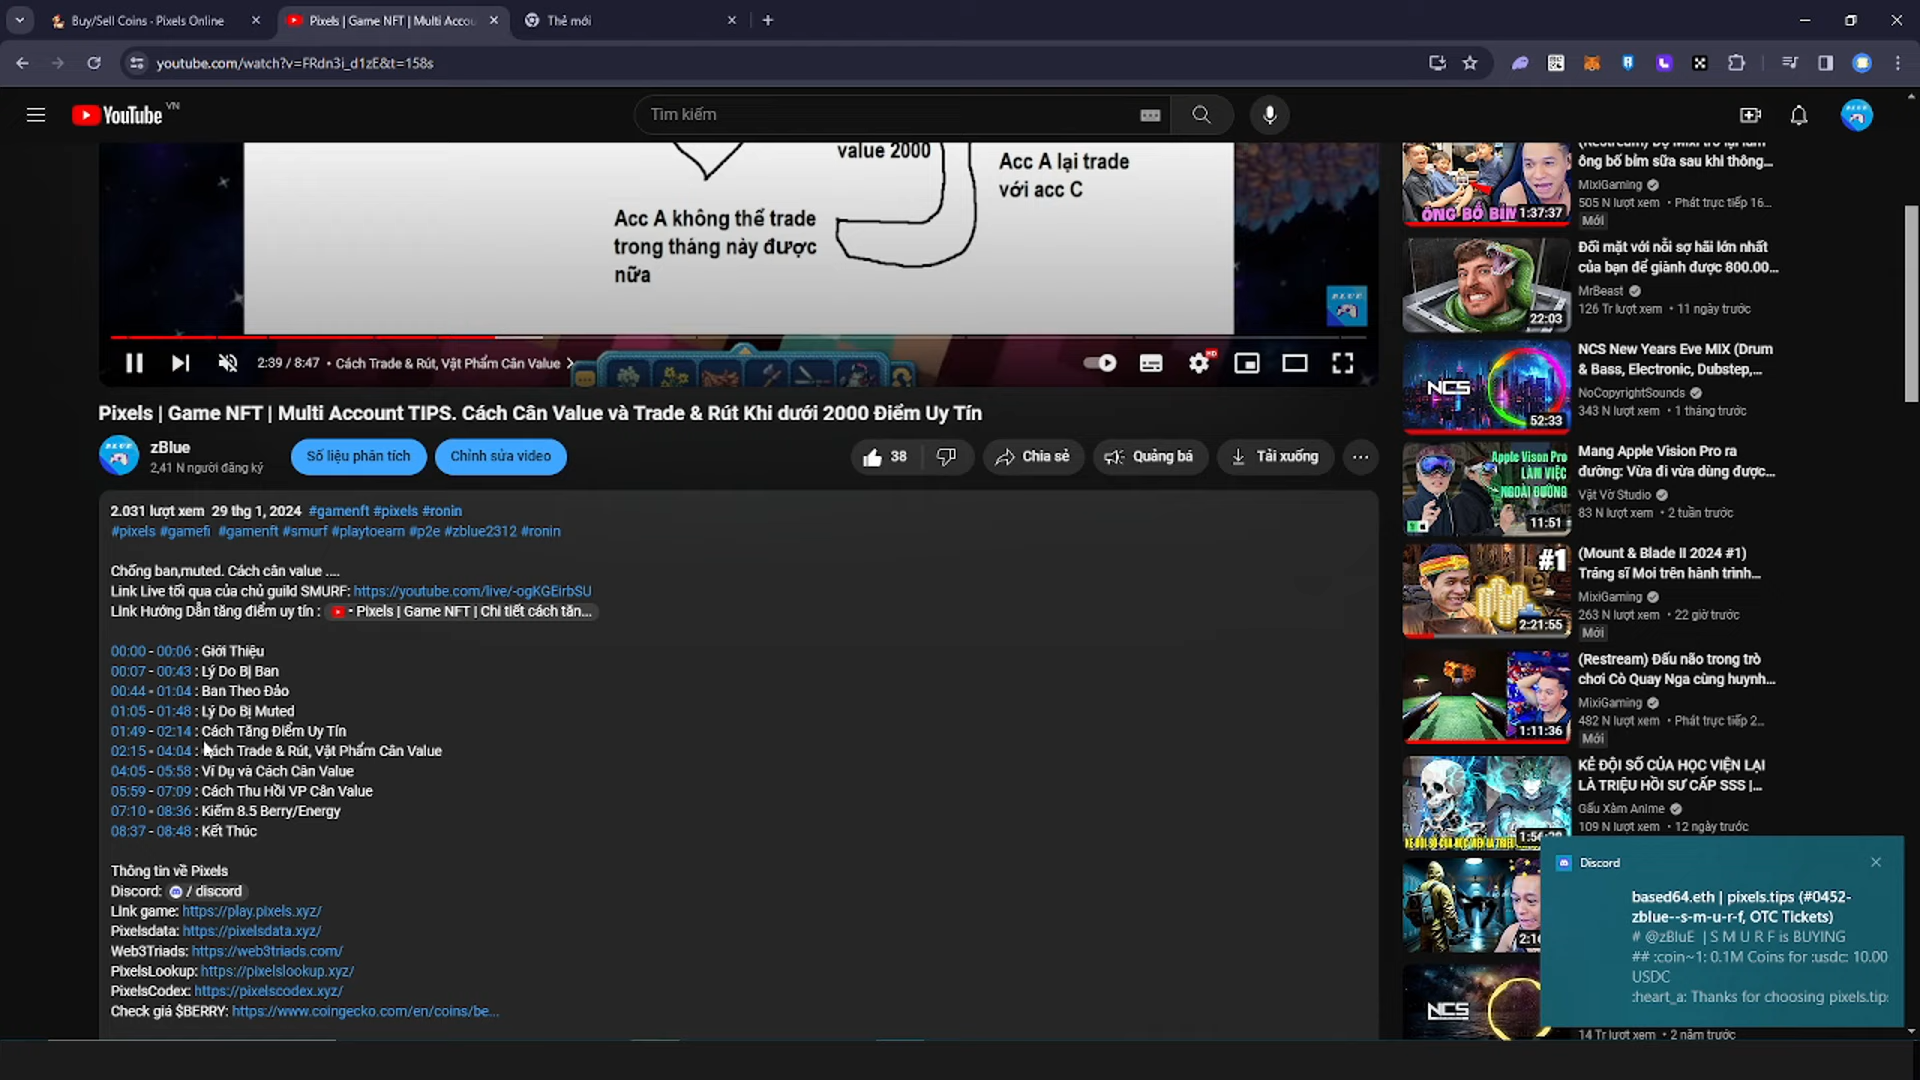 Buy/Sell Coins - Pixels Online
Pixels | Game NFT | Multi Accou
Thẻ mới
youtube.com/watch?v=FRdn3i_d1zE&t=158s
YouTube VN
Tìm kiếm
value 2000
Acc A lại trade
với acc C
Acc A không thể trade
trong tháng này được
nữa
BLUE
2:39 / 8:47 • Cách Trade & Rút, Vật Phẩm Cân Value
HD
Pixels | Game NFT | Multi Account TIPS. Cách Cân Value và Trade & Rút Khi dưới 2000 Điểm Uy Tín
zBlue
2,41 N người đăng ký
Số liệu phân tích
Chỉnh sửa video
38
Chia sẻ
Quảng bá
Tải xuống
2.031 lượt xem 29 thg 1, 2024 #gamenft #pixels #ronin
#pixels #gamefi #gamenft #smurf #playtoearn #p2e #zblue2312 #ronin
Chống ban,muted. Cách cân value ....
Link Live tối qua của chủ guild SMURF: https://youtube.com/live/-ogKGEirbSU
Link Hướng Dẫn tăng điểm uy tín : • Pixels | Game NFT | Chi tiết cách tăn...
00:00 - 00:06 : Giới Thiệu
00:07 - 00:43 : Lý Do Bị Ban
00:44 - 01:04 : Ban Theo Đảo
01:05 - 01:48 : Lý Do Bị Muted
01:49 - 02:14 : Cách Tăng Điểm Uy Tín
02:15 - 04:04 : Cách Trade & Rút, Vật Phẩm Cân Value
04:05 - 05:58 : Ví Dụ và Cách Cân Value
05:59 - 07:09 : Cách Thu Hồi VP Cân Value
07:10 - 08:36 : Kiếm 8.5 Berry/Energy
08:37 - 08:48 : Kết Thúc
Thông tin về Pixels
Discord: / discord
Link game: https://play.pixels.xyz/
Pixelsdata: https://pixelsdata.xyz/
Web3Triads: https://web3triads.com/
PixelsLookup: https://pixelslookup.xyz/
PixelsCodex: https://pixelscodex.xyz/
Check giá $BERRY: https://www.coingecko.com/en/coins/be...
(Restream) Độ Mixi trở lại làm
ông bố bỉm sữa sau khi thông...
MixiGaming
505 N lượt xem • Phát trực tiếp 16...
Mới
ÔNG BỐ BỈM
1:37:37
Đối mặt với nỗi sợ hãi lớn nhất
của bạn để giành được 800.00...
MrBeast
126 Tr lượt xem • 11 ngày trước
22:03
NCS New Years Eve MIX (Drum
& Bass, Electronic, Dubstep,...
NoCopyrightSounds
343 N lượt xem • 1 tháng trước
NCS
52:33
Mang Apple Vision Pro ra
đường: Vừa đi vừa dùng được...
Vật Vờ Studio
83 N lượt xem • 2 tuần trước
Apple Vison Pro
LÀM VIỆC
NGOÀI ĐƯỜNG
11:51
(Mount & Blade II 2024 #1)
Tráng sĩ Moi trên hành trình...
MixiGaming
263 N lượt xem • 22 giờ trước
Mới
#1
2:21:55
(Restream) Đấu não trong trò
chơi Cò Quay Nga cùng huynh...
MixiGaming
482 N lượt xem • Phát trực tiếp 2...
Mới
1:11:36
KẺ ĐỘI SỔ CỦA HỌC VIỆN LẠI
LÀ TRIỆU HỒI SƯ CẤP SSS |...
Gấu Xàm Anime
109 N lượt xem • 12 ngày trước
2:16
NCS
14 Tr lượt xem • 2 năm trước
Discord
based64.eth | pixels.tips (#0452-
zblue--s-m-u-r-f, OTC Tickets)
# @zBluE | S M U R F is BUYING
## :coin~1: 0.1M Coins for :usdc: 10.00
USDC
:heart_a: Thanks for choosing pixels.tip